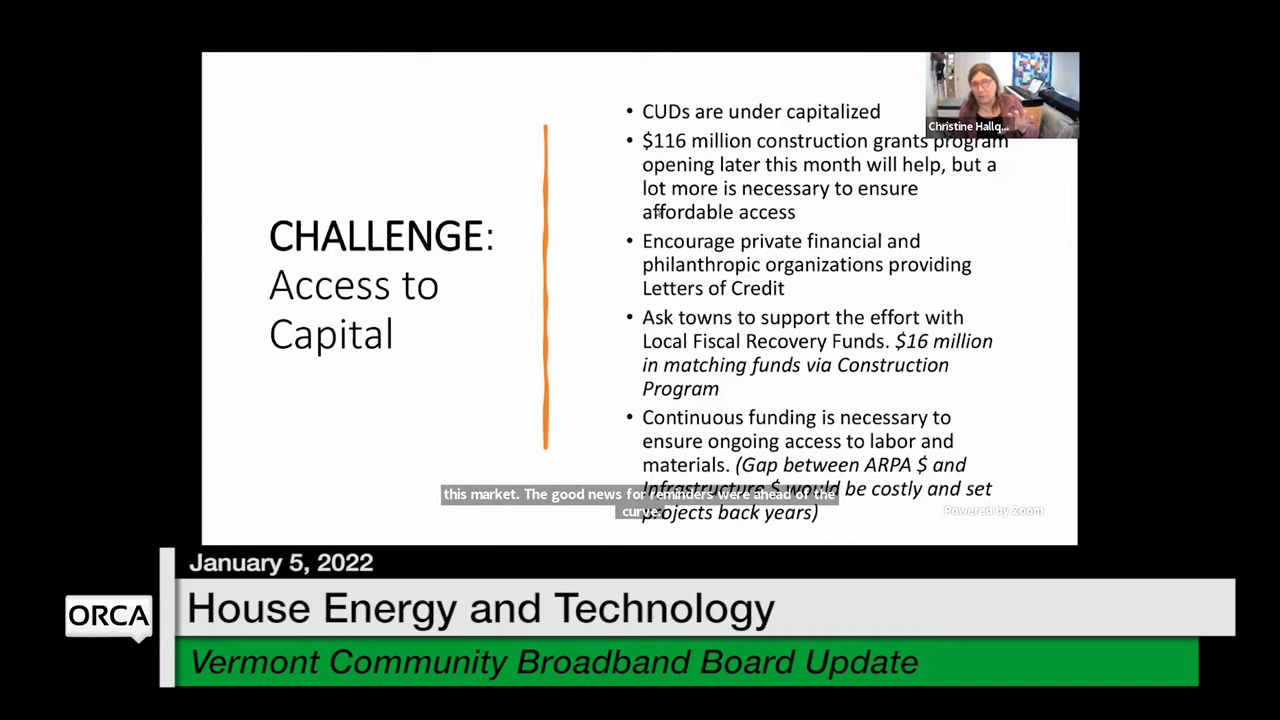 CHALLENGE:
Access to
Capital
• CUDs are under capitalized
• $116 million construction grants program
opening later this month will help, but a
lot more is necessary to ensure
affordable access
• Encourage private financial and
philanthropic organizations providing
Letters of Credit
• Ask towns to support the effort with
Local Fiscal Recovery Funds. $16 million
in matching funds via Construction
Program
• Continuous funding is necessary to
ensure ongoing access to labor and
materials. (Gap between ARPA $ and
Infrastructure $ would be costly and set
projects back years)
Christine Hallq...
this market. The good news for reminders were ahead of the
curve.
Powered by Zoom
January 5, 2022
ORCA
House Energy and Technology
Vermont Community Broadband Board Update